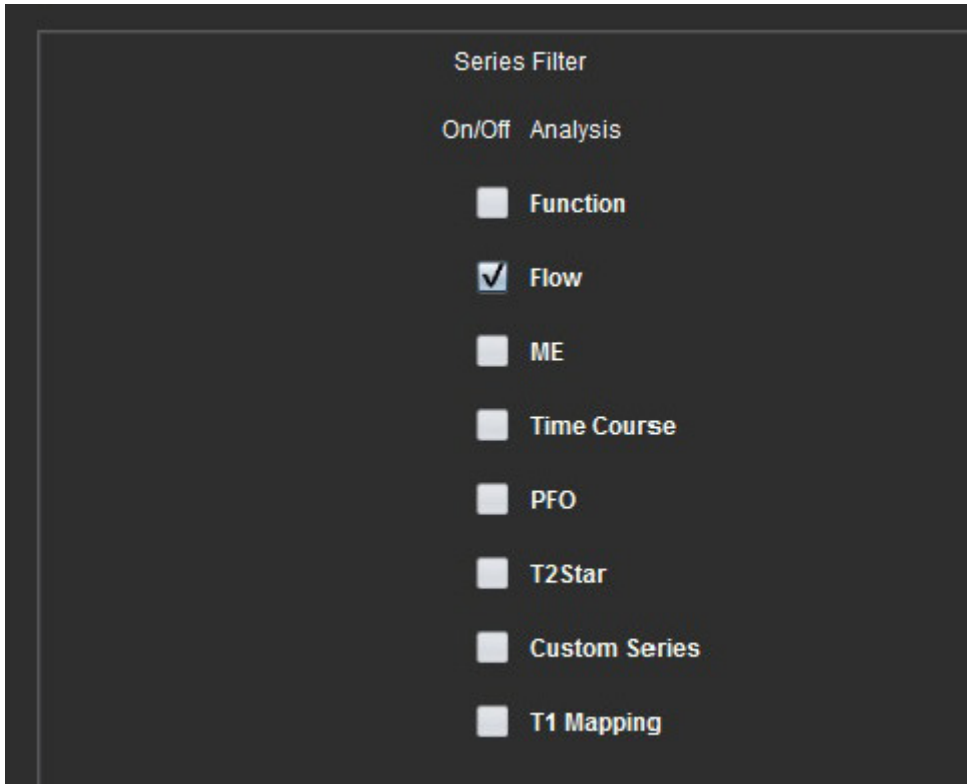 Series Filter
On/Off Analysis
Function
Flow
ME
Time Course
PFO
T2Star
Custom Series
T1 Mapping